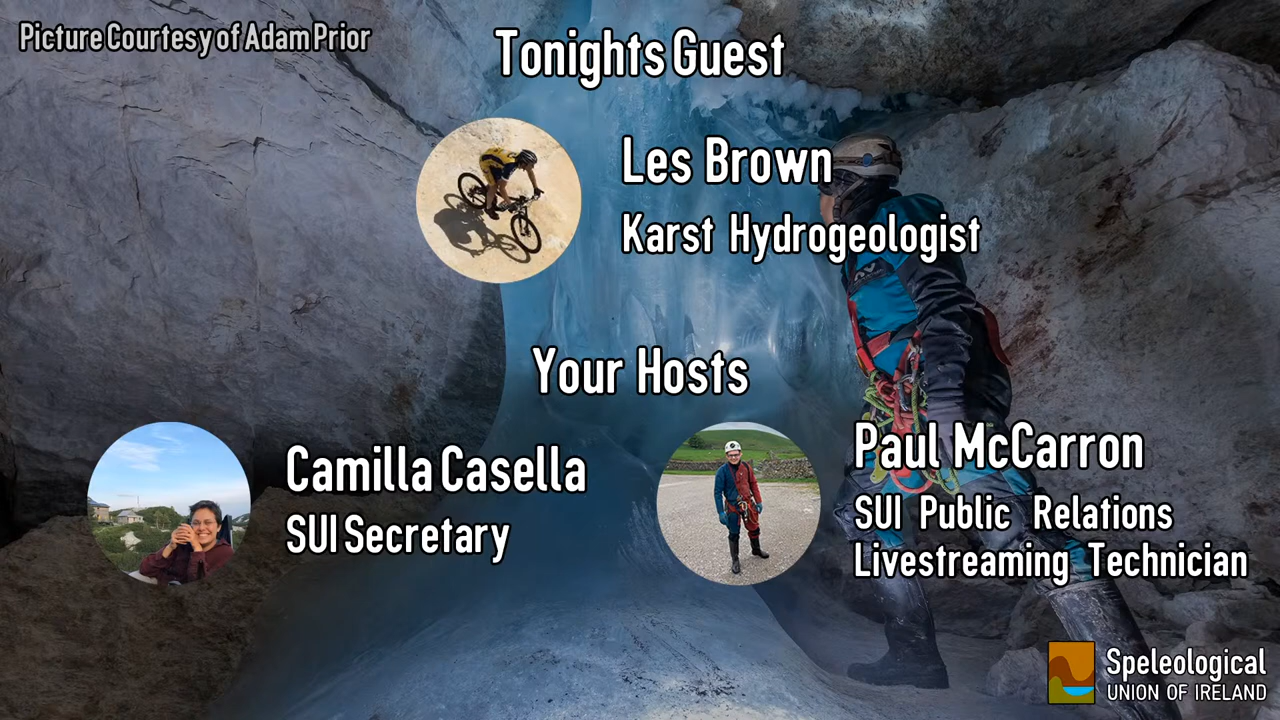 Picture Courtesy of Adam Prior
Tonights Guest
Les Brown
Karst Hydrogeologist
Your Hosts
Camilla Casella
SUI Secretary
Paul McCarron
SUI Public Relations
Livestreaming Technician
Speleological
UNION OF IRELAND